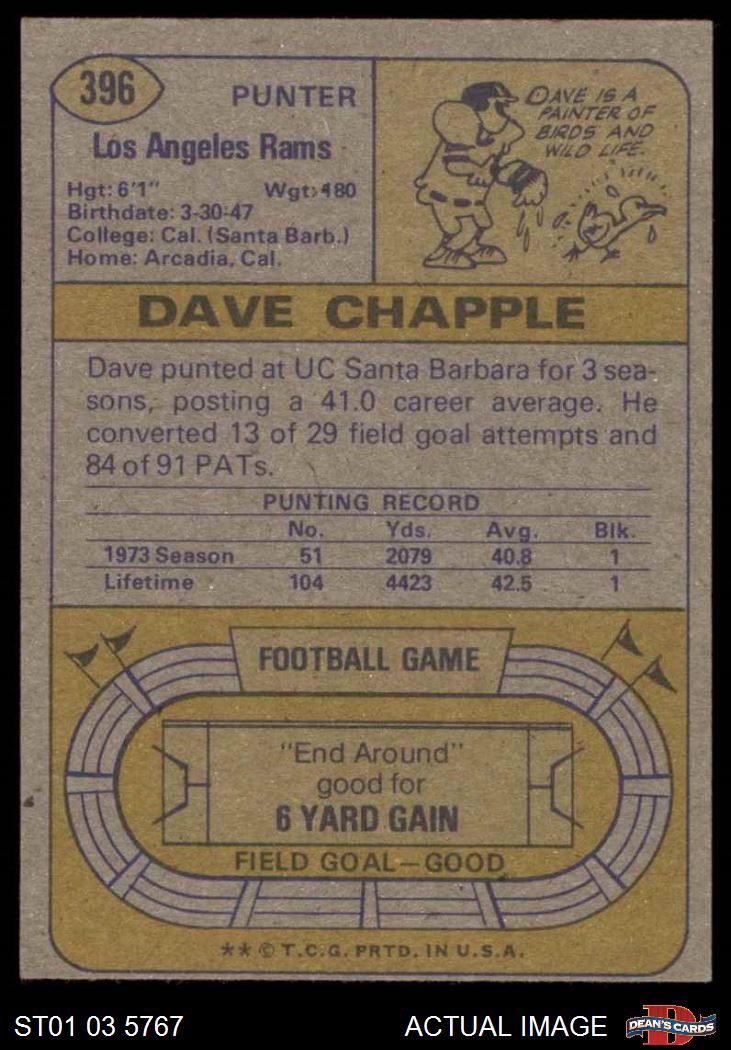 396
PUNTER
Los Angeles Rams
Hgt: 6'1" Wgt: 180
Birthdate: 3-30-47
College: Cal. (Santa Barb.)
Home: Arcadia, Cal.
DAVE IS A
PAINTER OF
BIRDS AND
WILD LIFE.
DAVE CHAPPLE
Dave punted at UC Santa Barbara for 3 sea-
sons, posting a 41.0 career average. He
converted 13 of 29 field goal attempts and
84 of 91 PATs.
PUNTING RECORD
No. Yds. Avg. Blk.
1973 Season 51 2079 40.8 1
Lifetime 104 4423 42.5 1
FOOTBALL GAME
"End Around"
good for
6 YARD GAIN
FIELD GOAL—GOOD
** © T.C.G. PRTD. IN U.S.A.
ST01 03 5767 ACTUAL IMAGE DEAN'S CARDS